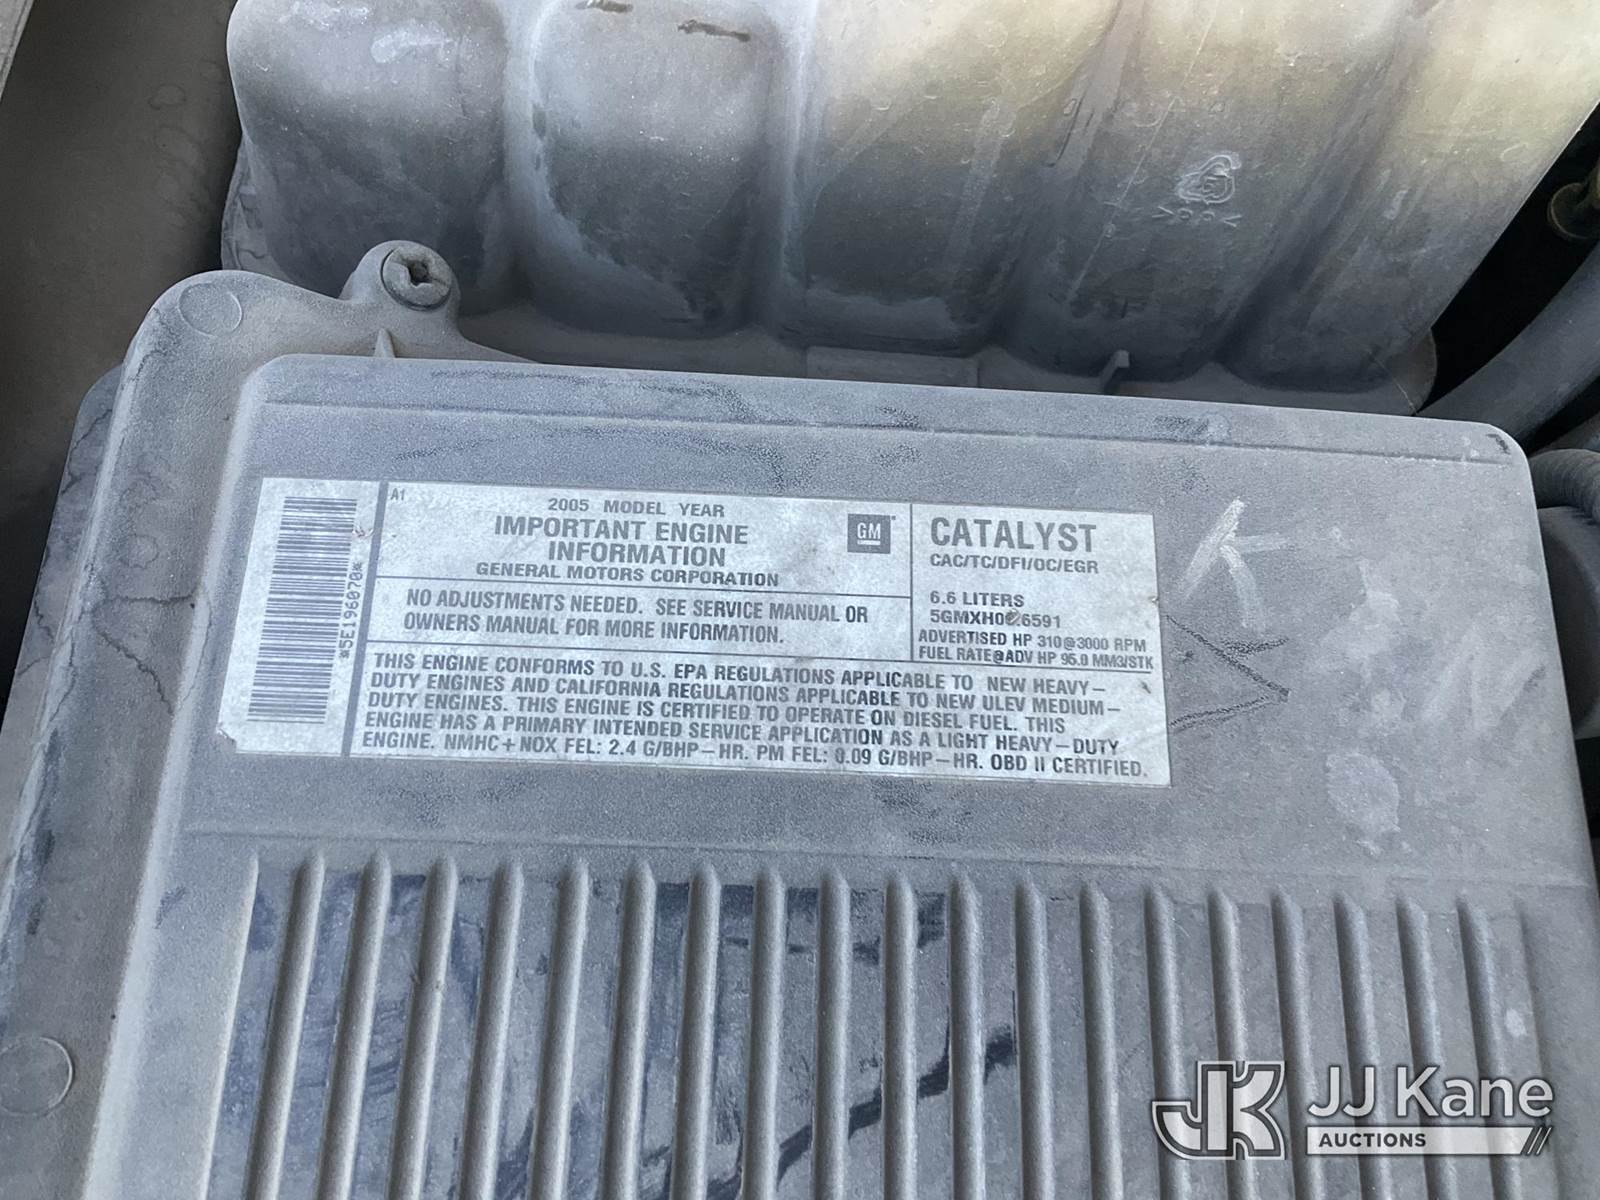 *5E196070*
A1
2005 MODEL YEAR
IMPORTANT ENGINE
INFORMATION
GENERAL MOTORS CORPORATION
GM
NO ADJUSTMENTS NEEDED. SEE SERVICE MANUAL OR
OWNERS MANUAL FOR MORE INFORMATION.
CATALYST
CAC/TC/DFI/OC/EGR
6.6 LITERS
ADVERTISED HP 310@3000 RPM
FUEL RATE@ADV HP 95.0 MM3/STK
THIS ENGINE CONFORMS TO U.S. EPA REGULATIONS APPLICABLE TO NEW HEAVY–
DUTY ENGINES AND CALIFORNIA REGULATIONS APPLICABLE TO NEW ULEV MEDIUM–
DUTY ENGINES. THIS ENGINE IS CERTIFIED TO OPERATE ON DIESEL FUEL. THIS
ENGINE HAS A PRIMARY INTENDED SERVICE APPLICATION AS A LIGHT HEAVY–DUTY
ENGINE. NMHC+NOX FEL: 2.4 G/BHP–HR. PM FEL: 0.09 G/BHP–HR. OBD II CERTIFIED.
K
JK JJ Kane
AUCTIONS